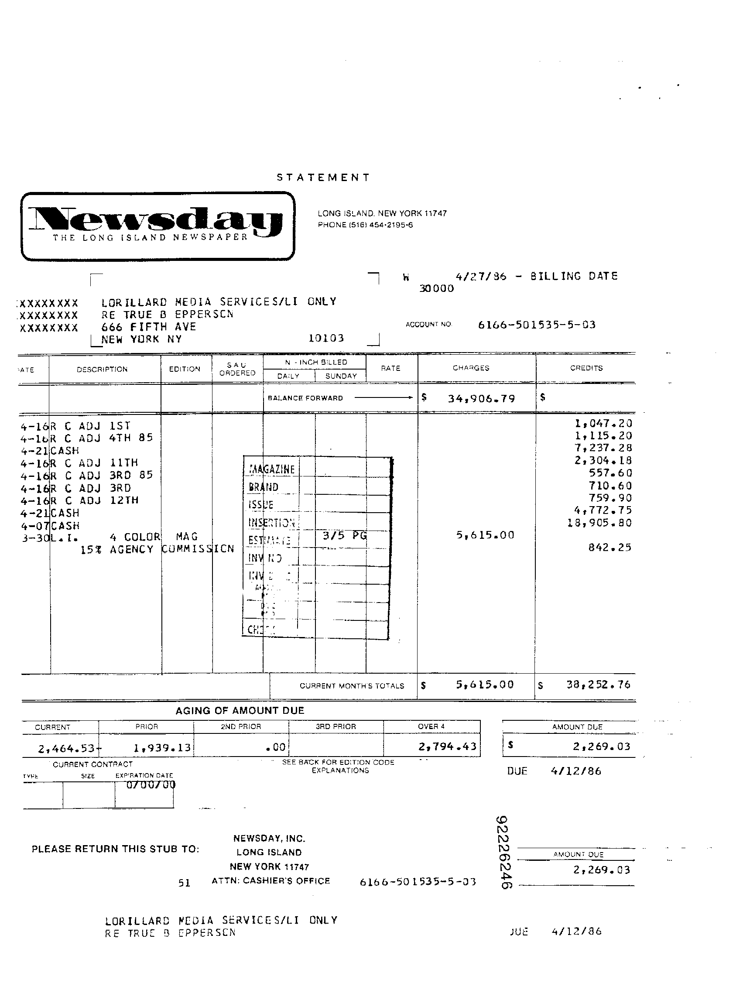 STATEMENT
Newsday
THE LONG ISLAND NEWSPAPER
LONG ISLAND, NEW YORK 11747
PHONE (516) 454-2195-6
W 4/27/86 - BILLING DATE
30000
XXXXXXXX LORILLARD MEDIA SERVICES/LI ONLY
XXXXXXXX RE TRUE B EPPERSON
XXXXXXXX 666 FIFTH AVE
NEW YORK NY 10103
ACCOUNT NO. 6166-501535-5-03
ATE DESCRIPTION EDITION SAU ORDERED N - INCH BILLED DAILY SUNDAY RATE CHARGES CREDITS
BALANCE FORWARD $ 34,906.79 $
4-16 R C ADJ 1ST 1,047.20
4-16 R C ADJ 4TH 85 1,115.20
4-21 CASH 7,237.28
4-16 R C ADJ 11TH 2,304.18
4-16 R C ADJ 3RD 85 557.60
4-16 R C ADJ 3RD 710.60
4-16 R C ADJ 12TH 759.90
4-21 CASH 4,772.75
4-07 CASH 18,905.80
3-30 L.I. 4 COLOR MAG 3/5 PG 5,615.00
15% AGENCY COMMISSICN 842.25
MAGAZINE
BRAND
ISSUE
INSERTION
ESTIMATE
INV NO
INV
CURRENT MONTH'S TOTALS $ 5,615.00 $ 38,252.76
AGING OF AMOUNT DUE
CURRENT PRIOR 2ND PRIOR 3RD PRIOR OVER 4 AMOUNT DUE
2,464.53- 1,939.13 .00 2,794.43 $ 2,269.03
CURRENT CONTRACT
SEE BACK FOR EDITION CODE
EXPLANATIONS
DUE 4/12/86
TYPE SIZE EXPIRATION DATE
0/00/00
92226246
PLEASE RETURN THIS STUB TO:
NEWSDAY, INC.
LONG ISLAND
NEW YORK 11747
51 ATTN: CASHIER'S OFFICE 6166-501535-5-03
AMOUNT DUE
2,269.03
LORILLARD MEDIA SERVICES/LI ONLY
RE TRUE B EPPERSCN
DUE 4/12/86